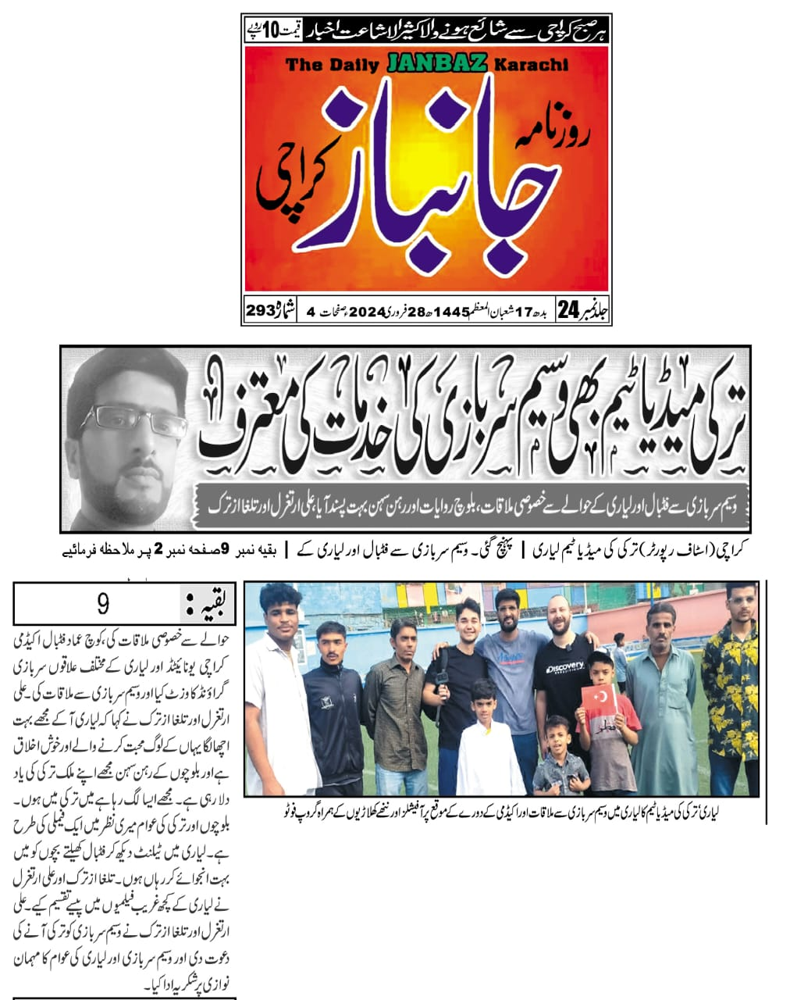 ہر صبح کراچی سے شائع ہونے والا کثیر الاشاعت اخبار
قیمت 10 روپے
The Daily JANBAZ Karachi
روزنامہ
جانباز
کراچی
جلد نمبر 24
بدھ 17 شعبان المعظم 1445ھ 28 فروری 2024ء صفحات 4
شمارہ 293
ترکی میڈیا ٹیم بھی وسیم سربازی کی خدمات کی معترف
وسیم سربازی سے فٹبال اور لیاری کے حوالے سے خصوصی ملاقات، بلوچ روایات اور رہن سہن بہت پسند آیا، علی ارتغرل اور تلغا از ترک
کراچی (اسٹاف رپورٹر) ترکی کی میڈیا ٹیم لیاری | پہنچ گئی۔ وسیم سربازی سے فٹبال اور لیاری کے | بقیہ نمبر 9 صفحہ نمبر 2 پر ملاحظہ فرمائیے
بقیہ : 9
حوالے سے خصوصی ملاقات کی، کوچ عماد فٹبال اکیڈمی
کراچی یونائیٹڈ اور لیاری کے مختلف علاقوں سربازی
گراؤنڈ کا وزٹ کیا اور وسیم سربازی سے ملاقات کی۔ علی
ارتغرل اور تلغا از ترک نے کہا کہ لیاری آ کے مجھے بہت
اچھا لگا یہاں کے لوگ محبت کرنے والے اور خوش اخلاق
ہے اور بلوچوں کے رہن سہن مجھے اپنے ملک ترکی کی یاد
دلا رہی ہے۔ مجھے ایسا لگ رہا ہے میں ترکی میں ہوں۔
بلوچوں اور ترکی کی عوام میری نظر میں ایک فیملی کی طرح
ہے۔ لیاری میں ٹیلنٹ دیکھ کر فٹبال کھیلتے بچوں کو میں
بہت انجوائے کر رہاں ہوں۔ تلغا از ترک اور علی ارتغرل
نے لیاری کے کچھ غریب فیلمیوں میں پیسے تقسیم کیے۔ علی
ارتغرل اور تلغا از ترک نے وسیم سربازی کو ترکی آنے کی
دعوت دی اور وسیم سربازی اور لیاری کی عوام کا مہمان
نوازی پر شکریہ ادا کیا۔
Discovery
لیاری؛ ترکی کی میڈیا ٹیم کا لیاری میں وسیم سربازی سے ملاقات اور اکیڈی کے دورے کے موقع پر آفیشلز اور ننھے کھلاڑیوں کے ہمراہ گروپ فوٹو